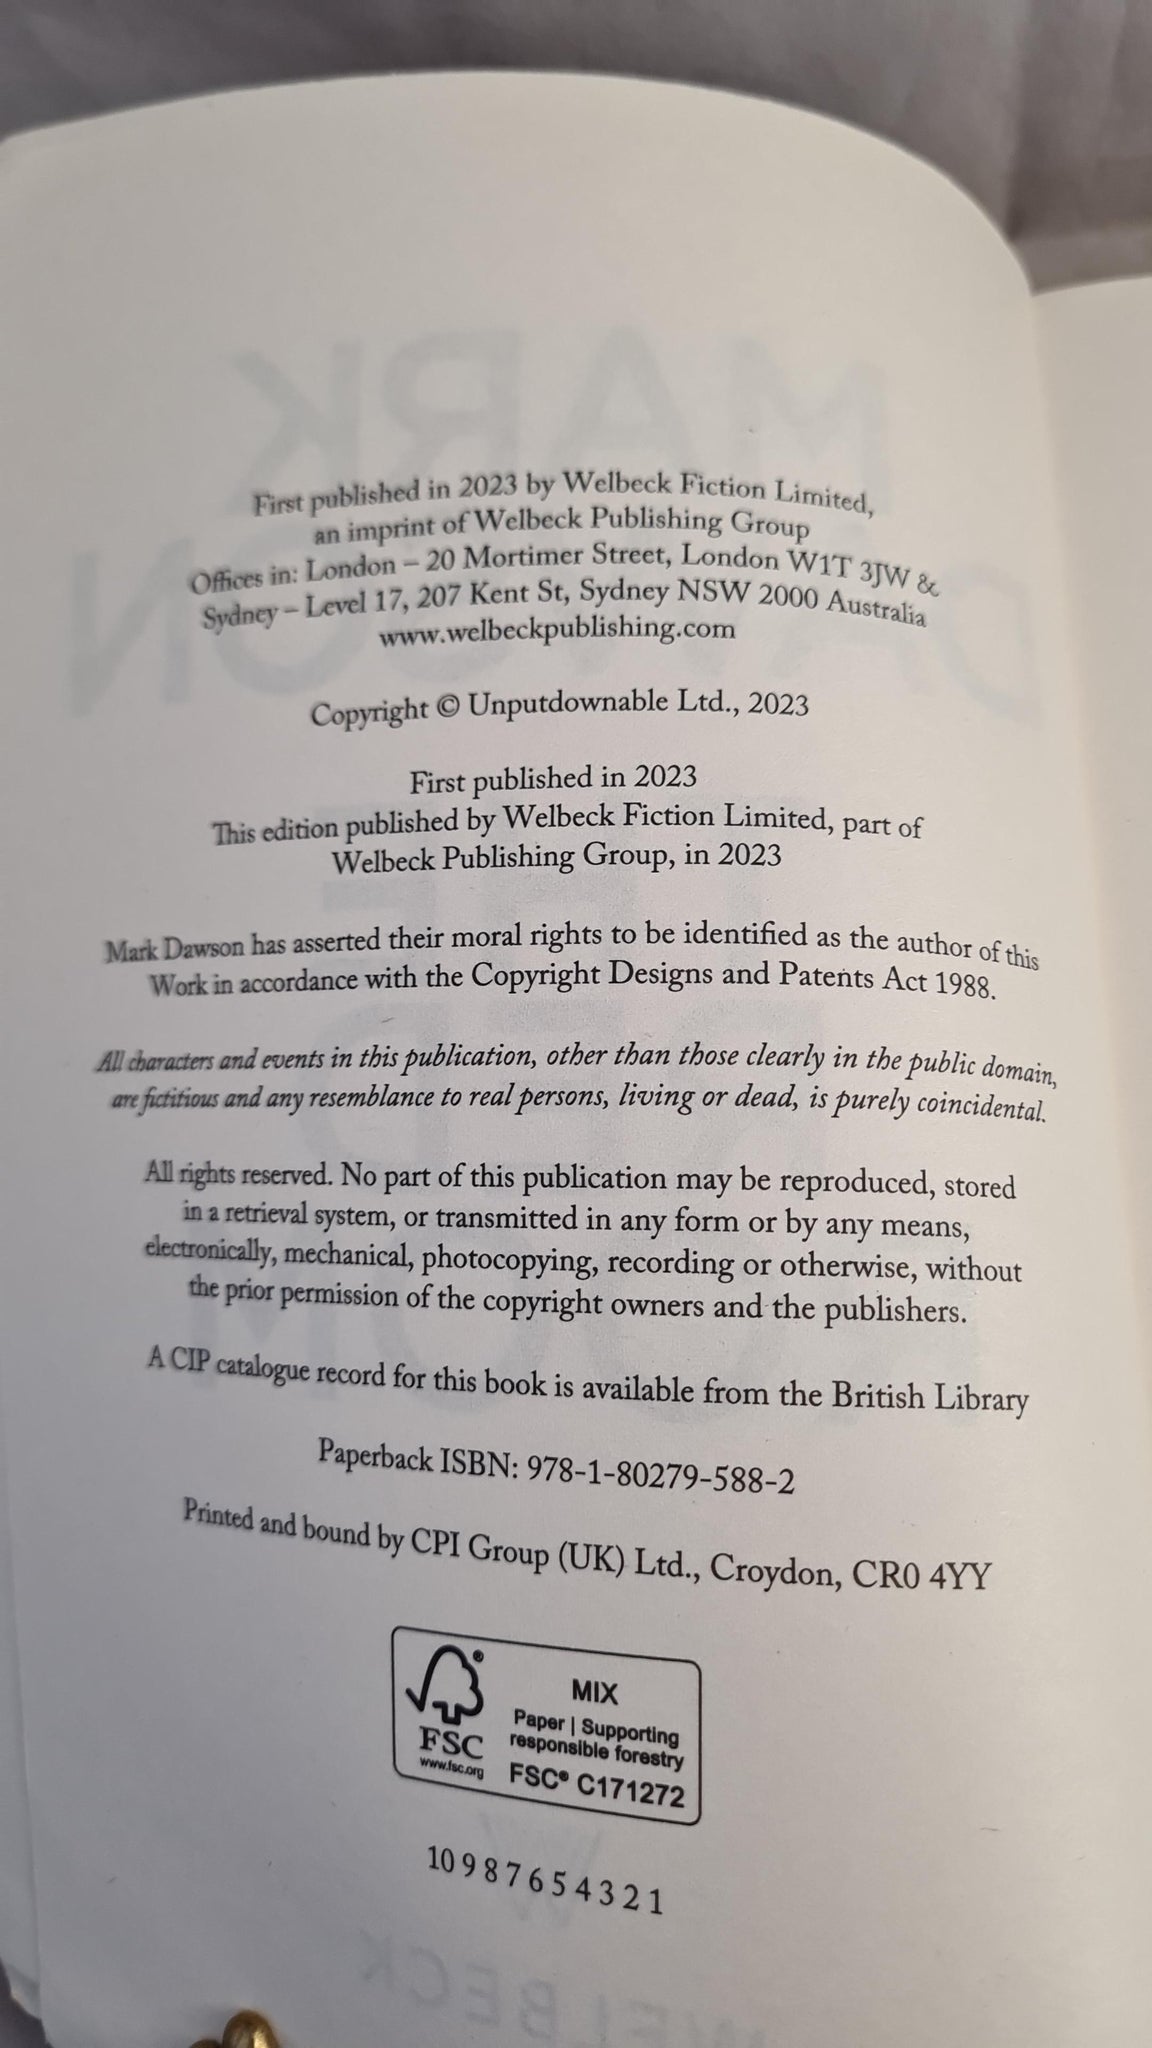 First published in 2023 by Welbeck Fiction Limited,
an imprint of Welbeck Publishing Group
Offices in: London – 20 Mortimer Street, London W1T 3JW &
Sydney – Level 17, 207 Kent St, Sydney NSW 2000 Australia
www.welbeckpublishing.com
Copyright © Unputdownable Ltd., 2023
First published in 2023
This edition published by Welbeck Fiction Limited, part of
Welbeck Publishing Group, in 2023
Mark Dawson has asserted their moral rights to be identified as the author of this
Work in accordance with the Copyright Designs and Patents Act 1988.
All characters and events in this publication, other than those clearly in the public domain,
are fictitious and any resemblance to real persons, living or dead, is purely coincidental.
All rights reserved. No part of this publication may be reproduced, stored
in a retrieval system, or transmitted in any form or by any means,
electronically, mechanical, photocopying, recording or otherwise, without
the prior permission of the copyright owners and the publishers.
A CIP catalogue record for this book is available from the British Library
Paperback ISBN: 978-1-80279-588-2
Printed and bound by CPI Group (UK) Ltd., Croydon, CR0 4YY
FSC
www.fsc.org
MIX
Paper | Supporting
responsible forestry
FSC® C171272
10 9 8 7 6 5 4 3 2 1